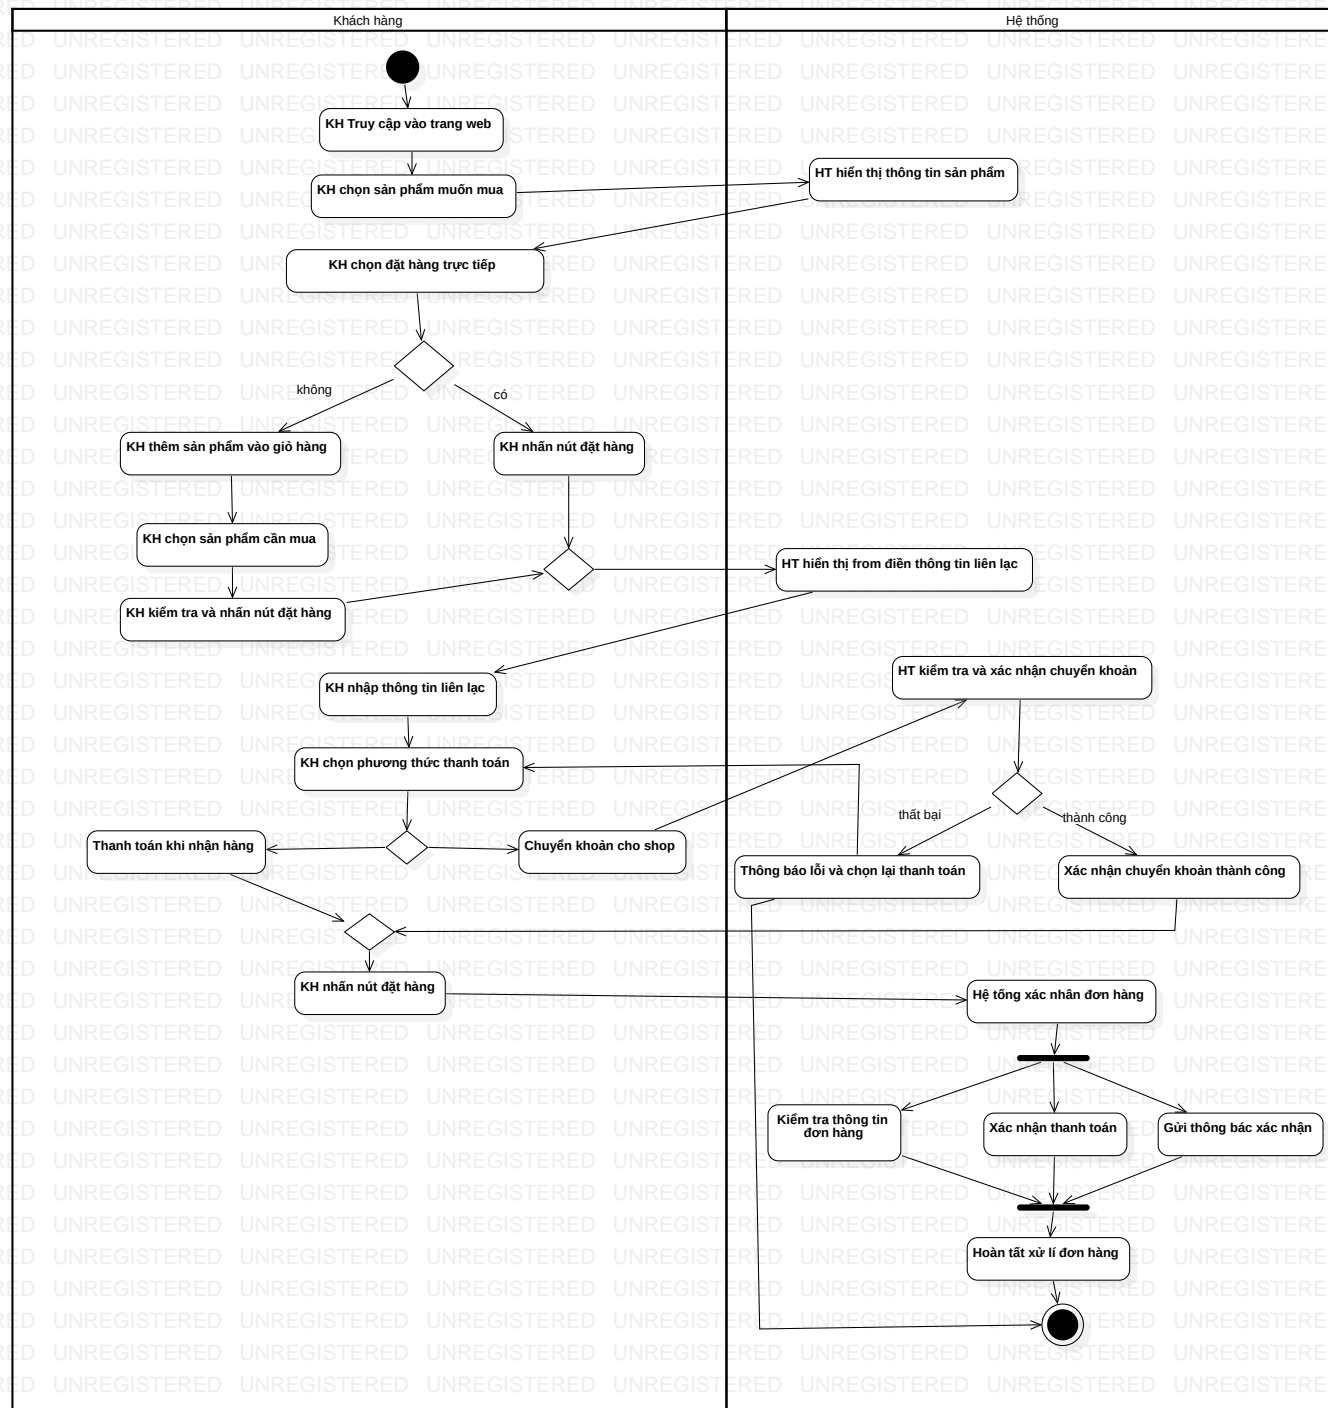 Khách hàng
Hệ thống
KH Truy cập vào trang web
KH chọn sản phẩm muốn mua
HT hiển thị thông tin sản phẩm
KH chọn đặt hàng trực tiếp
không
có
KH thêm sản phẩm vào giỏ hàng
KH nhấn nút đặt hàng
KH chọn sản phẩm cần mua
HT hiển thị from điền thông tin liên lạc
KH kiểm tra và nhấn nút đặt hàng
HT kiểm tra và xác nhận chuyển khoản
KH nhập thông tin liên lạc
KH chọn phương thức thanh toán
thất bại
thành công
Thanh toán khi nhận hàng
Chuyển khoản cho shop
Thông báo lỗi và chọn lại thanh toán
Xác nhận chuyển khoản thành công
KH nhấn nút đặt hàng
Hệ tống xác nhân đơn hàng
Kiểm tra thông tin
đơn hàng
Xác nhận thanh toán
Gửi thông bác xác nhận
Hoàn tất xử lí đơn hàng
UNREGISTERED